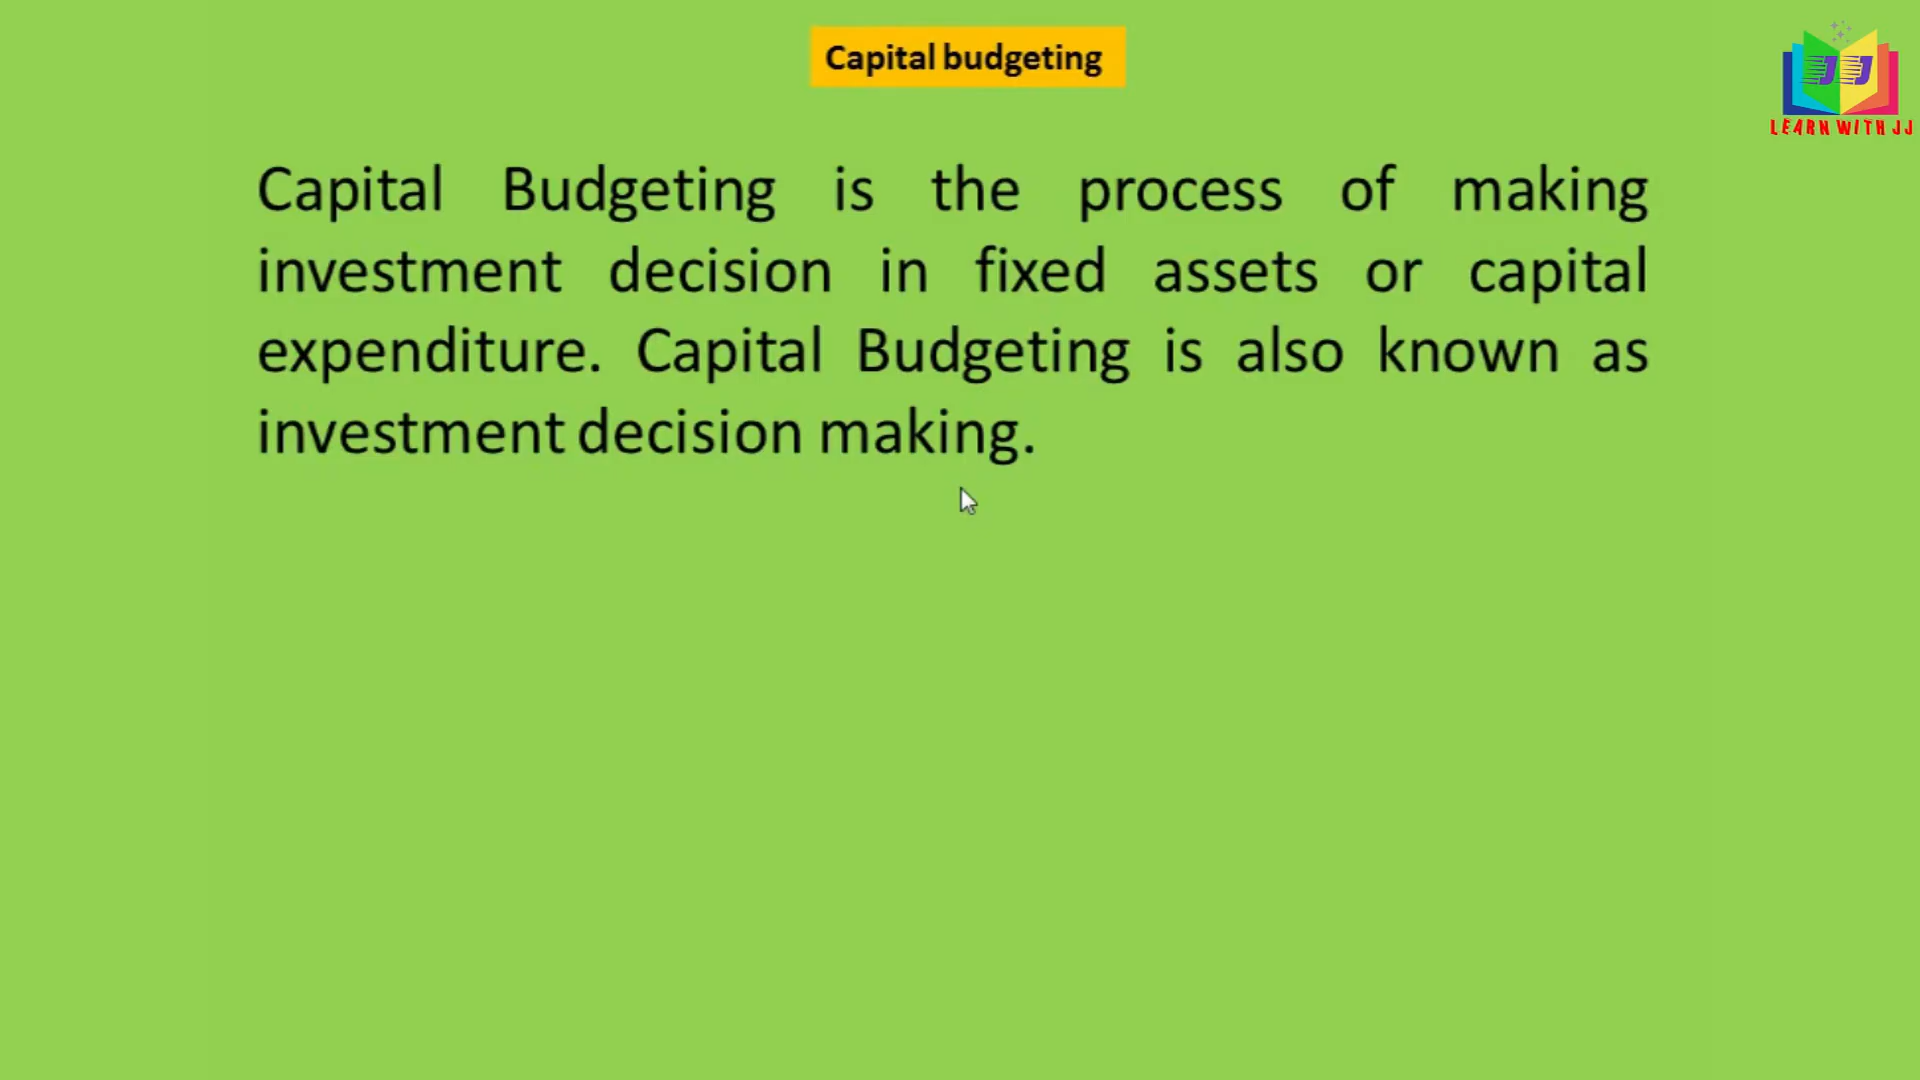 Capital budgeting
JJ
LEARN WITH JJ
Capital Budgeting is the process of making
investment decision in fixed assets or capital
expenditure. Capital Budgeting is also known as
investment decision making.